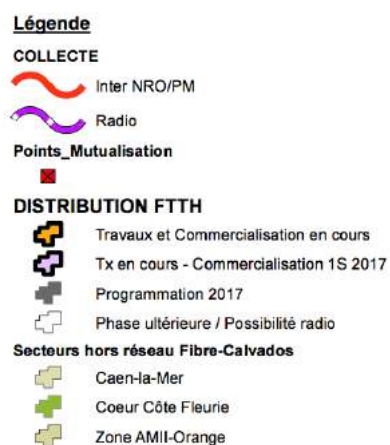 Légende
COLLECTE
Inter NRO/PM
Radio
Points_Mutualisation
DISTRIBUTION FTTH
Travaux et Commercialisation en cours
Tx en cours - Commercialisation 1S 2017
Programmation 2017
Phase ultérieure / Possibilité radio
Secteurs hors réseau Fibre-Calvados
Caen-la-Mer
Coeur Côte Fleurie
Zone AMII-Orange